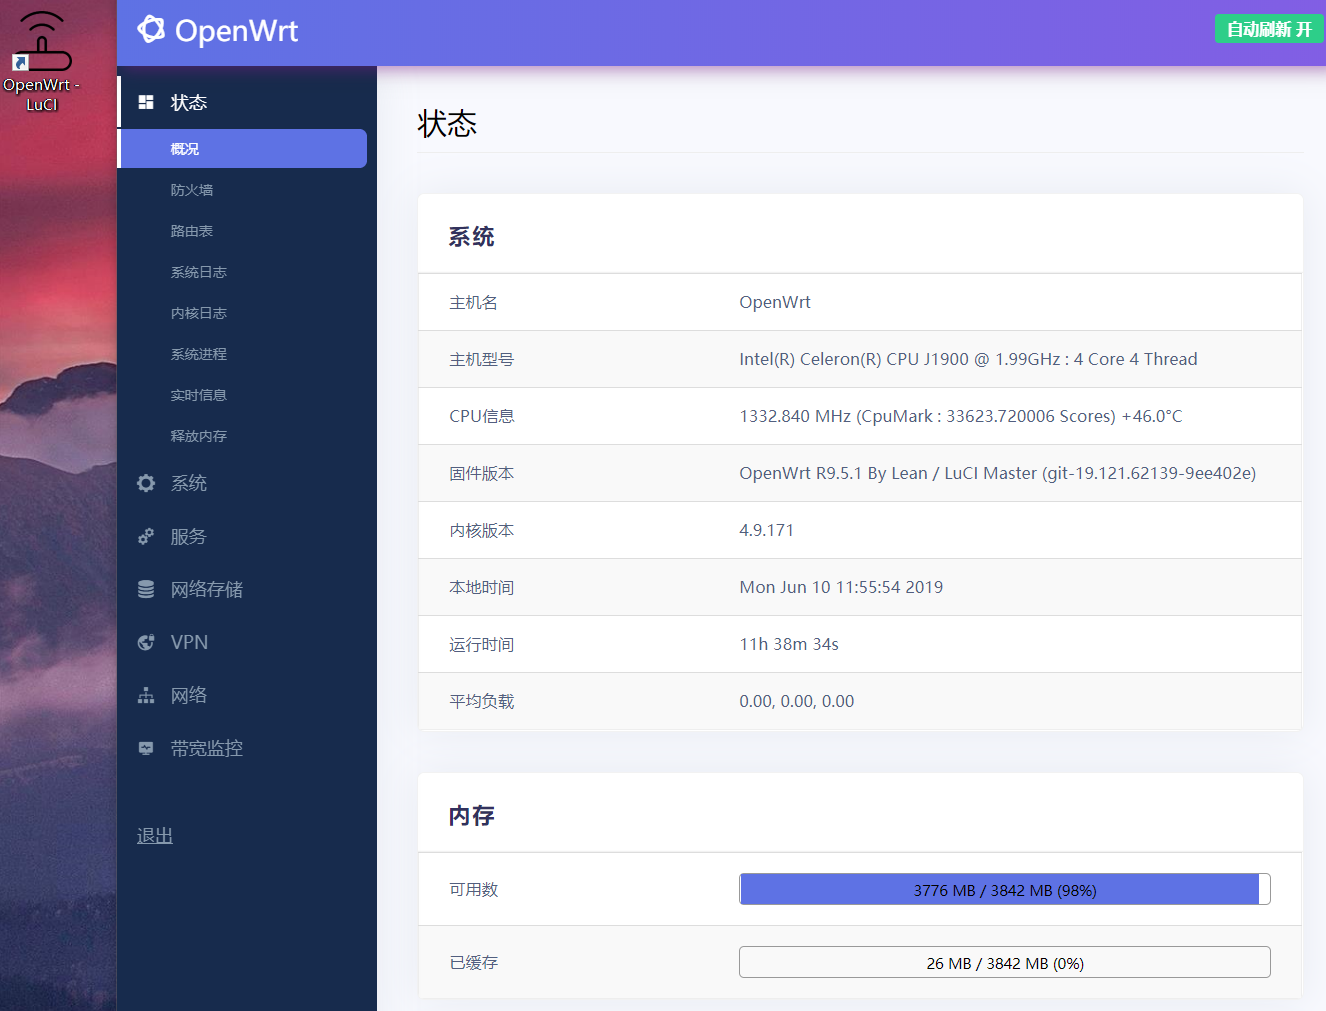 OpenWrt -
LuCI
OpenWrt
自动刷新 开
状态
概况
防火墙
路由表
系统日志
内核日志
系统进程
实时信息
释放内存
系统
服务
网络存储
VPN
网络
带宽监控
退出
状态
系统
主机名 OpenWrt
主机型号 Intel(R) Celeron(R) CPU J1900 @ 1.99GHz : 4 Core 4 Thread
CPU信息 1332.840 MHz (CpuMark : 33623.720006 Scores) +46.0°C
固件版本 OpenWrt R9.5.1 By Lean / LuCI Master (git-19.121.62139-9ee402e)
内核版本 4.9.171
本地时间 Mon Jun 10 11:55:54 2019
运行时间 11h 38m 34s
平均负载 0.00, 0.00, 0.00
内存
可用数 3776 MB / 3842 MB (98%)
已缓存 26 MB / 3842 MB (0%)